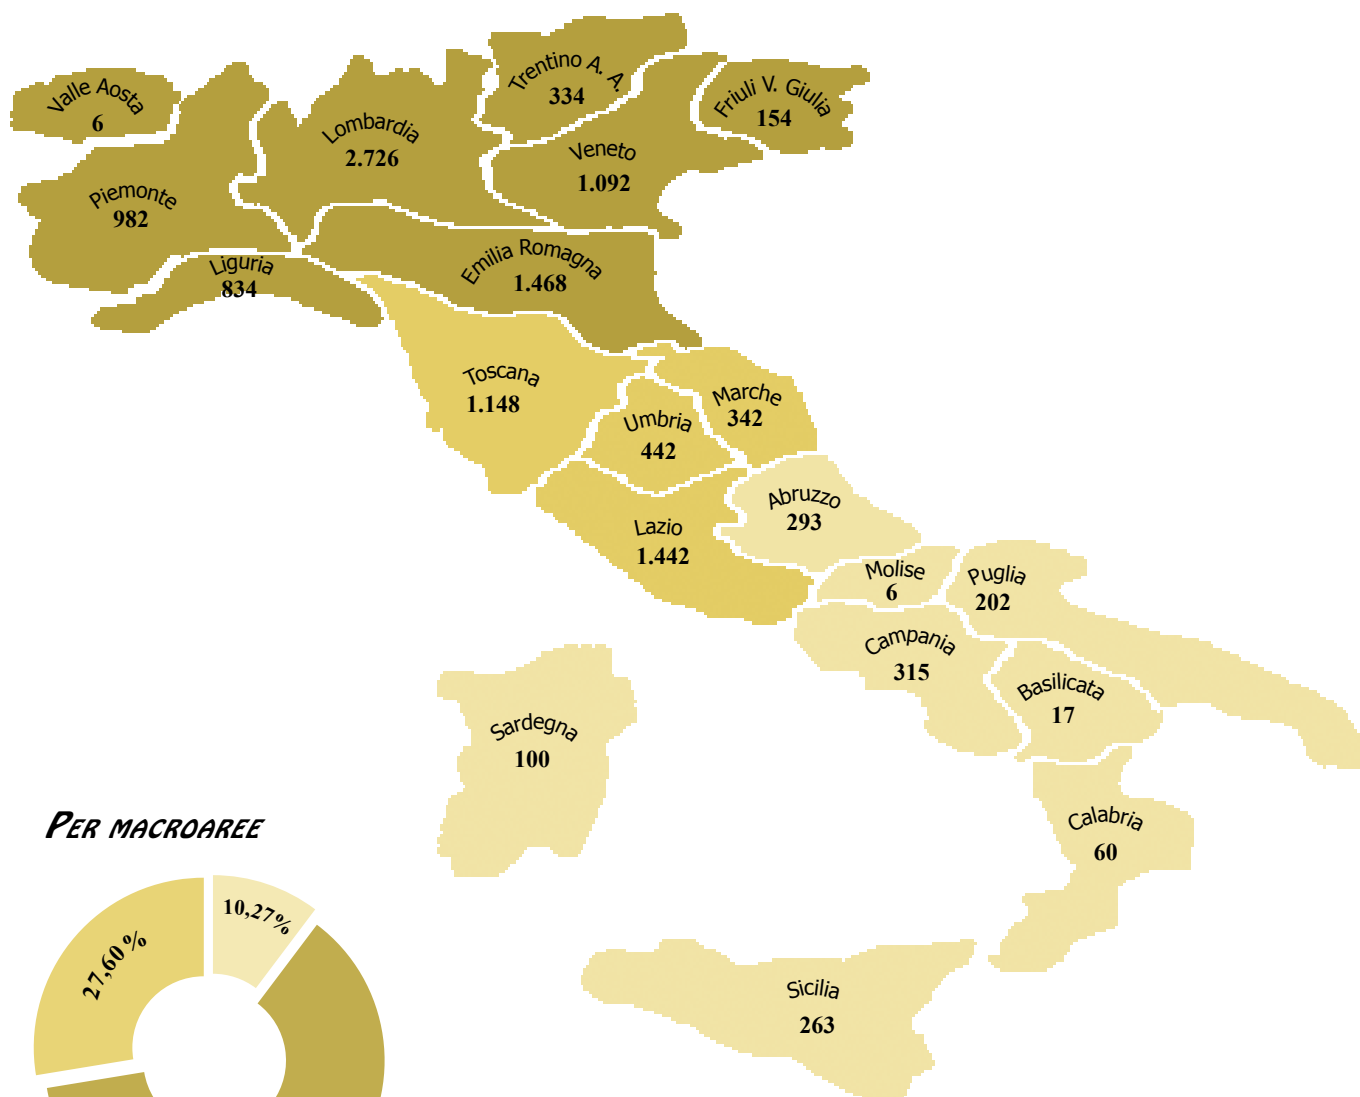 Valle Aosta
6
Piemonte
982
Lombardia
2.726
Trentino A. A.
334
Veneto
1.092
Friuli V. Giulia
154
Liguria
834
Emilia Romagna
1.468
Toscana
1.148
Umbria
442
Marche
342
Lazio
1.442
Abruzzo
293
Molise
6
Puglia
202
Campania
315
Basilicata
17
Sardegna
100
Calabria
60
Sicilia
263
PER MACROAREE
27,60 %
10,27%